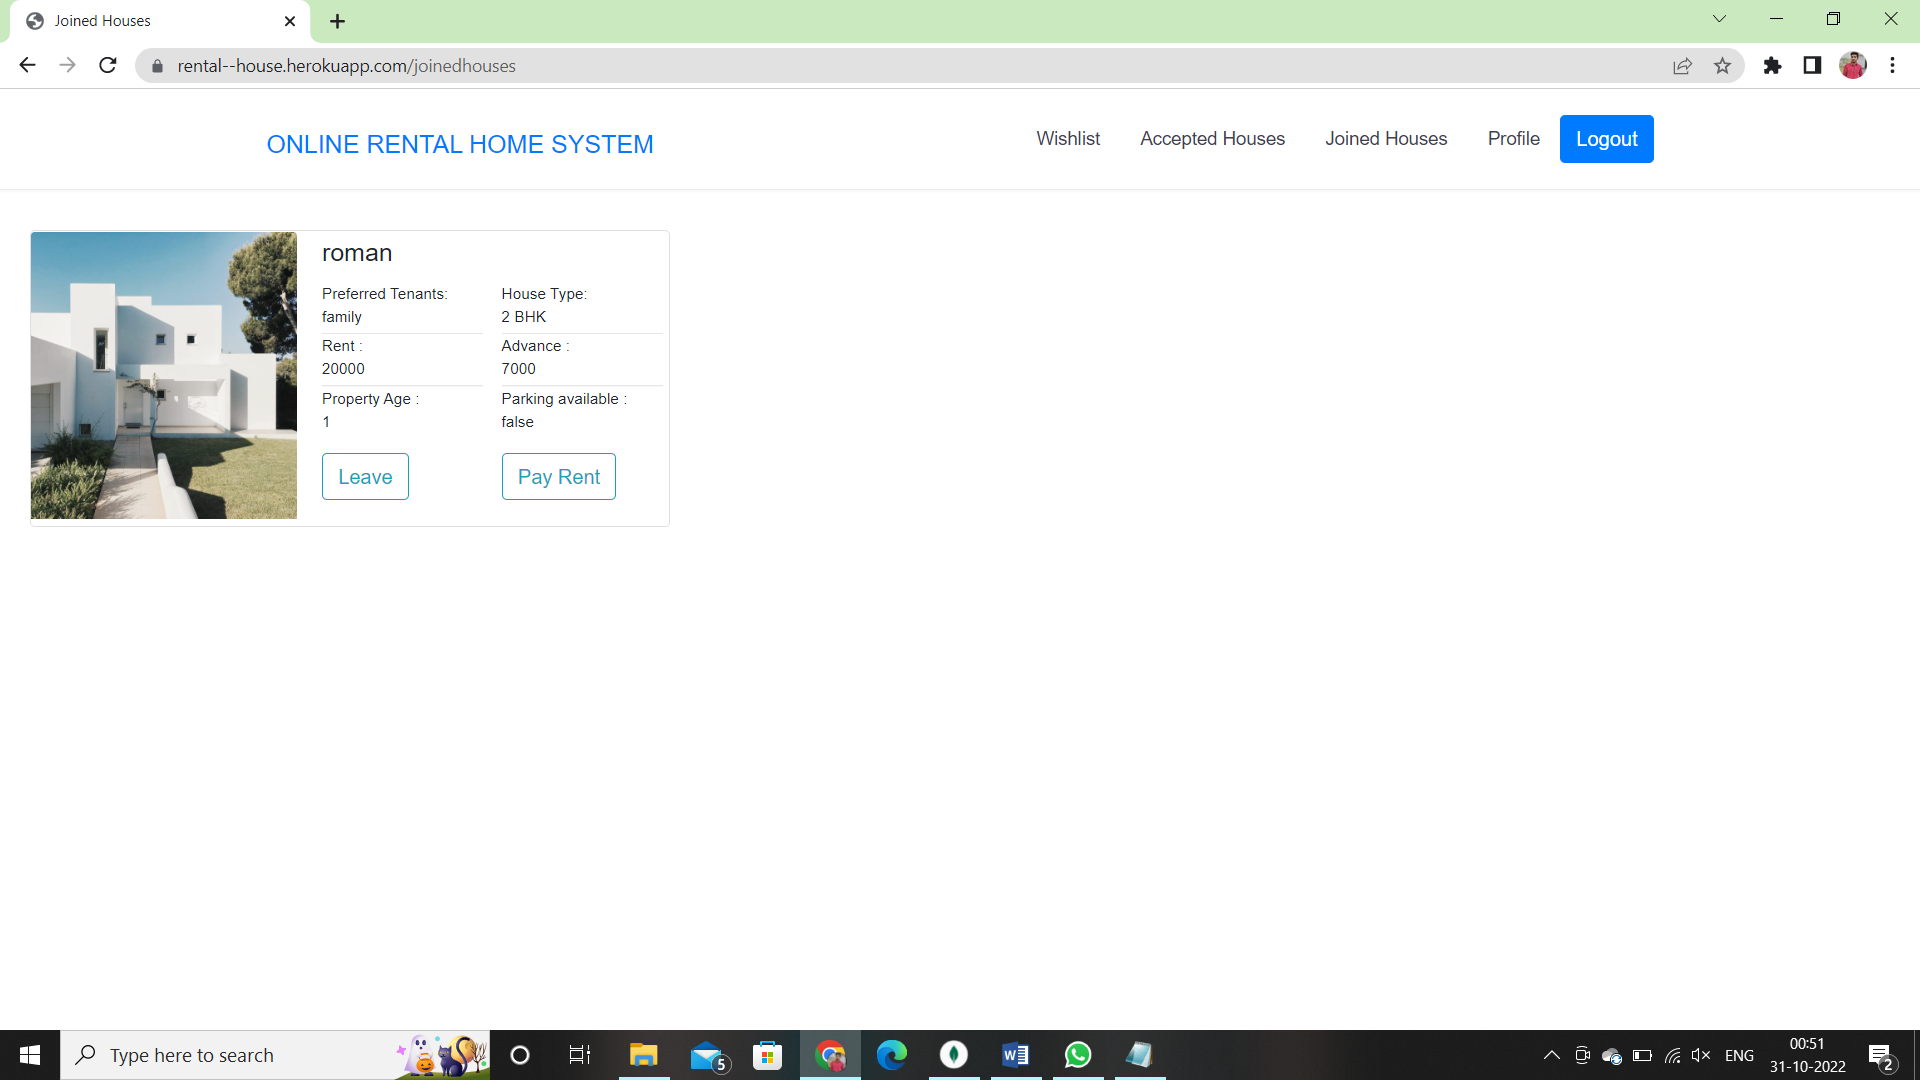 Joined Houses
rental--house.herokuapp.com/joinedhouses
ONLINE RENTAL HOME SYSTEM
Wishlist
Accepted Houses
Joined Houses
Profile
Logout
roman
Preferred Tenants:
family
House Type:
2 BHK
Rent :
20000
Advance :
7000
Property Age :
1
Parking available :
false
Leave
Pay Rent
Type here to search
5
W
ENG
00:51
31-10-2022
2